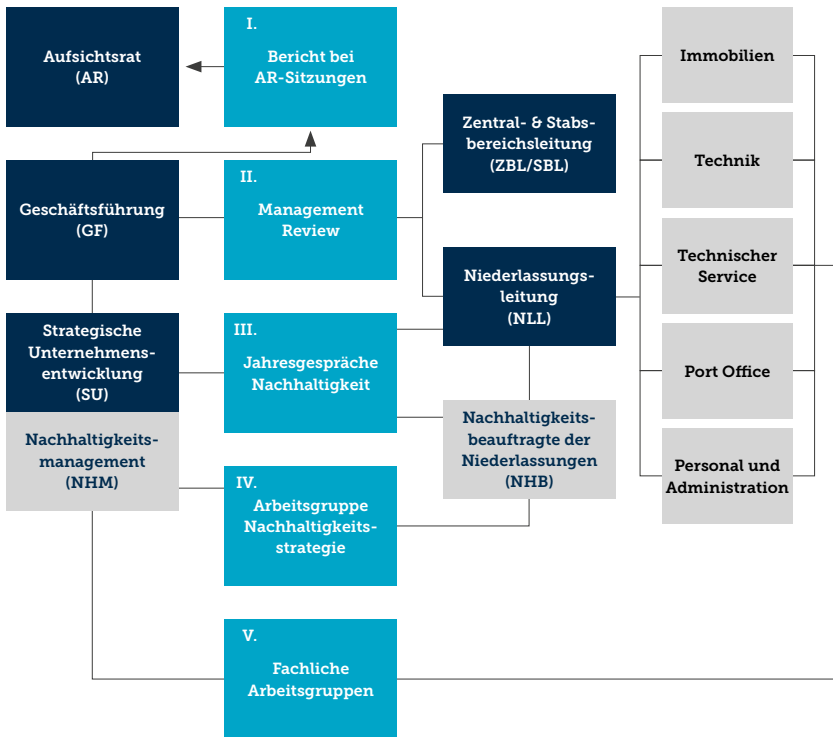 Aufsichtsrat
(AR)
I.
Bericht bei
AR-Sitzungen
Geschäftsführung
(GF)
II.
Management
Review
Zentral- & Stabs-
bereichsleitung
(ZBL/SBL)
Niederlassungs-
leitung
(NLL)
Strategische
Unternehmens-
entwicklung
(SU)
Nachhaltigkeits-
management
(NHM)
III.
Jahresgespräche
Nachhaltigkeit
Nachhaltigkeits-
beauftragte der
Niederlassungen
(NHB)
IV.
Arbeitsgruppe
Nachhaltigkeits-
strategie
V.
Fachliche
Arbeitsgruppen
Immobilien
Technik
Technischer
Service
Port Office
Personal und
Administration